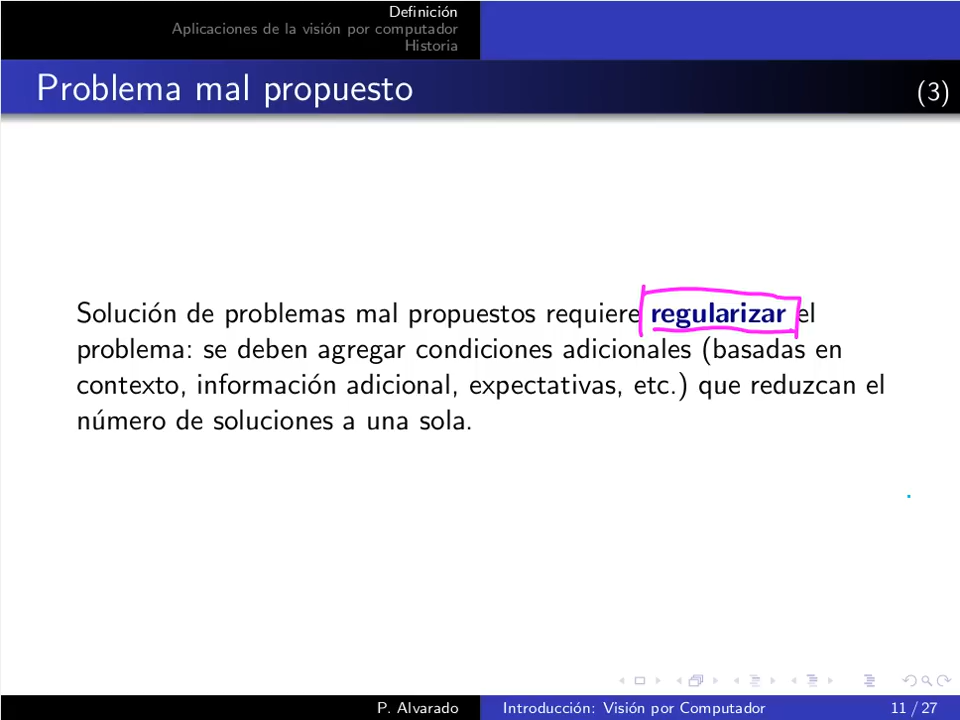 Definición
Aplicaciones de la visión por computador
Historia
Problema mal propuesto (3)
Solución de problemas mal propuestos requiere regularizar el
problema: se deben agregar condiciones adicionales (basadas en
contexto, información adicional, expectativas, etc.) que reduzcan el
número de soluciones a una sola.
P. Alvarado Introducción: Visión por Computador 11 / 27